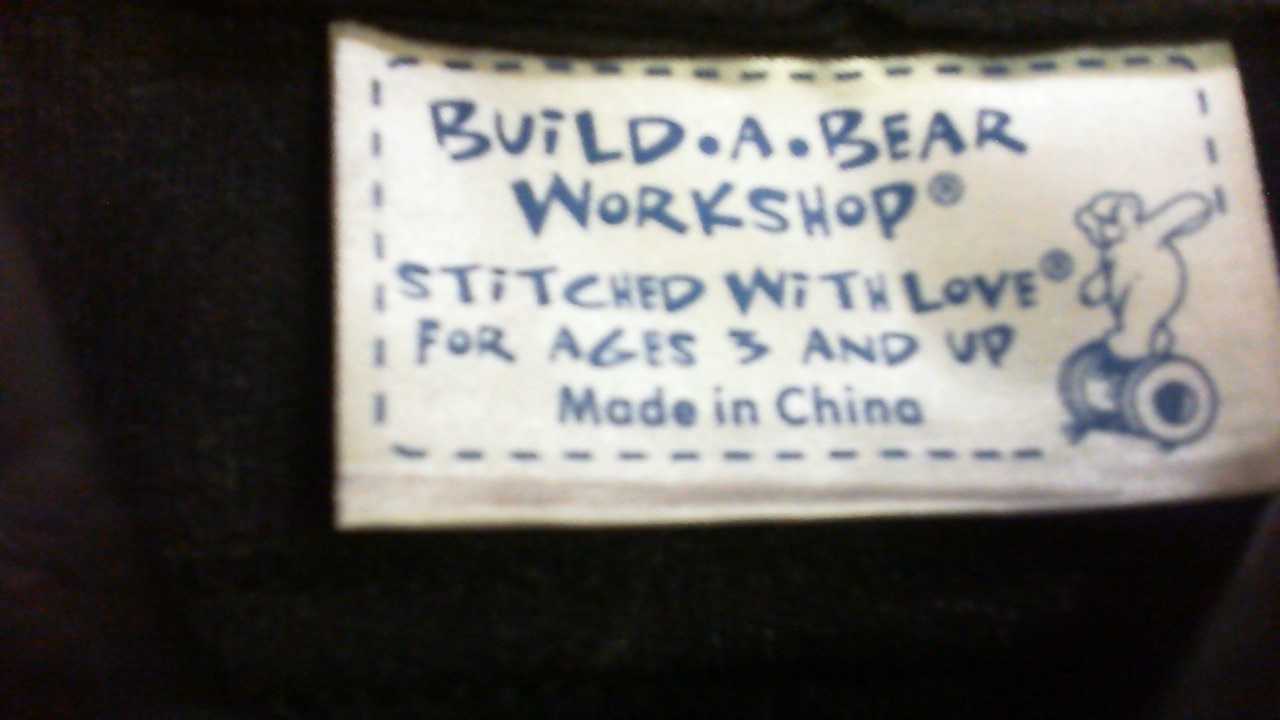 BUiLD•A•BEAR
WORKSHOP®
STiTCHED WiTH LOVE®
FOR AGES 3 AND UP
Made in China